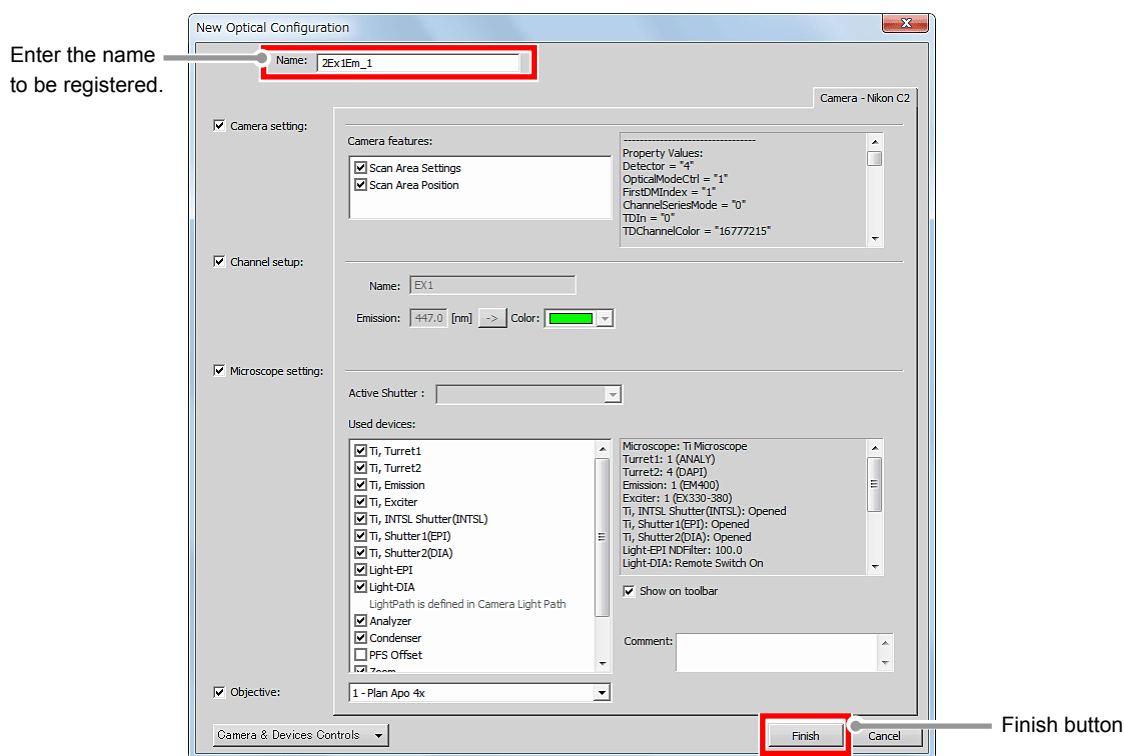 New Optical Configuration
Enter the name
to be registered.
Name: 2Ex1Em_1
Camera - Nikon C2
Camera setting:
Camera features:
Scan Area Settings
Scan Area Position
---------------------------------
Property Values:
Detector = "4"
OpticalModeCtrl = "1"
FirstDMIndex = "1"
ChannelSeriesMode = "0"
TDIn = "0"
TDChannelColor = "16777215"
Channel setup:
Name: EX1
Emission: 447.0 [nm] -> Color:
Microscope setting:
Active Shutter :
Used devices:
Ti, Turret1
Ti, Turret2
Ti, Emission
Ti, Exciter
Ti, INTSL Shutter(INTSL)
Ti, Shutter1(EPI)
Ti, Shutter2(DIA)
Light-EPI
Light-DIA
LightPath is defined in Camera Light Path
Analyzer
Condenser
PFS Offset
Zoom
Microscope: Ti Microscope
Turret1: 1 (ANALY)
Turret2: 4 (DAPI)
Emission: 1 (EM400)
Exciter: 1 (EX330-380)
Ti, INTSL Shutter(INTSL): Opened
Ti, Shutter1(EPI): Opened
Ti, Shutter2(DIA): Opened
Light-EPI NDFilter: 100.0
Light-DIA: Remote Switch On
Show on toolbar
Comment:
Objective:
1 - Plan Apo 4x
Camera & Devices Controls
Finish
Cancel
Finish button